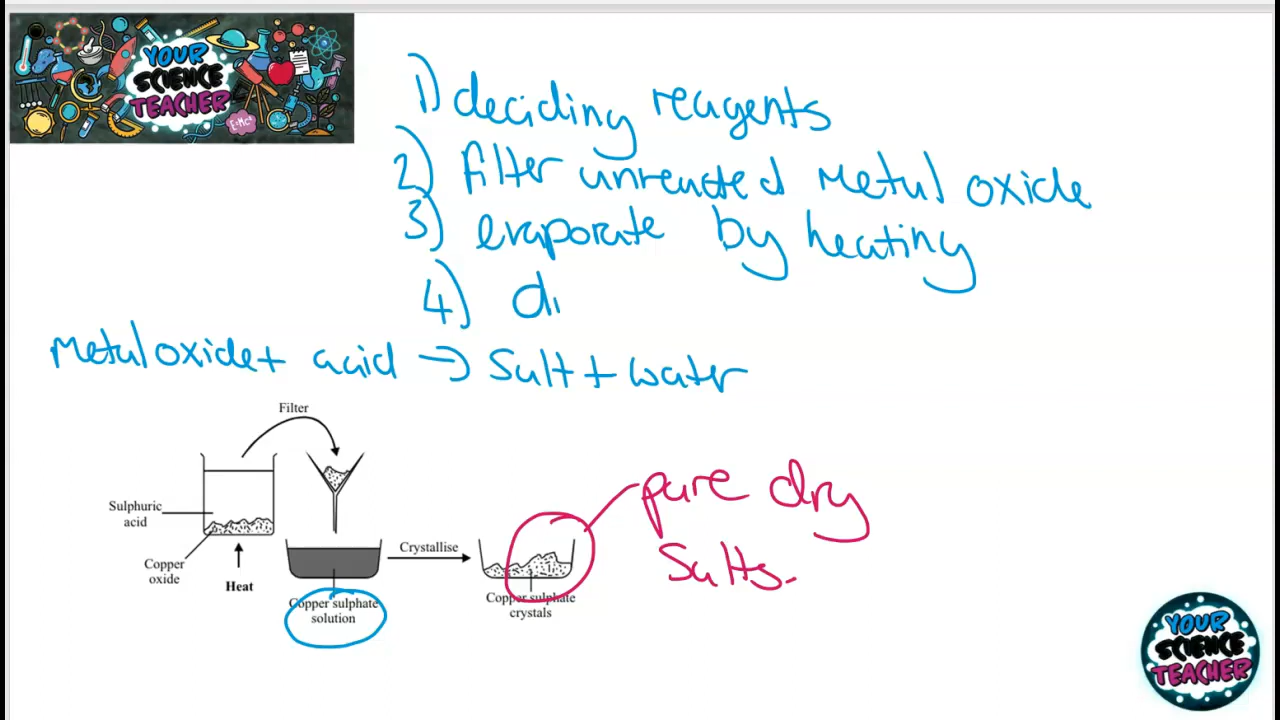 YOUR
SCIENCE
TEACHER
E=MC²
1) deciding reagents
2) filter unreacted metal oxide
3) evaporate by heating
4) d
Metal oxide + acid → Salt + water
Filter
Sulphuric
acid
Copper
oxide
Heat
Copper sulphate
solution
Crystallise
Copper sulphate
crystals
pure dry
Salts.
YOUR
SCIENCE
TEACHER